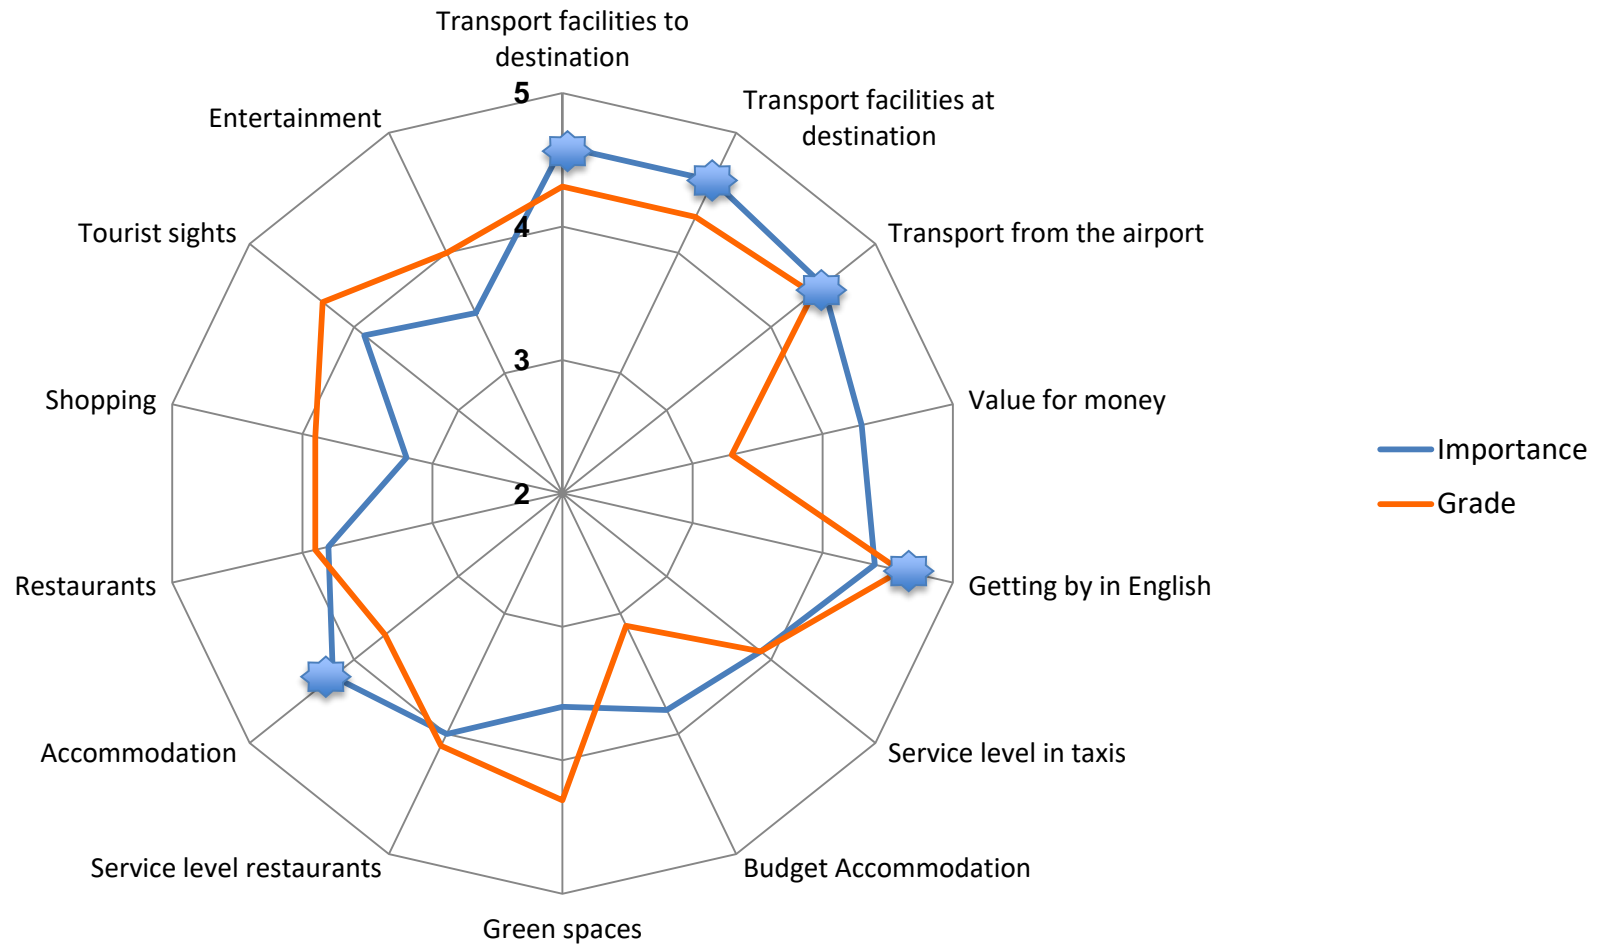 Transport facilities to
destination
Transport facilities at
destination
Transport from the airport
Value for money
Getting by in English
Service level in taxis
Budget Accommodation
Green spaces
Service level restaurants
Accommodation
Restaurants
Shopping
Tourist sights
Entertainment
5
4
3
2
Importance
Grade